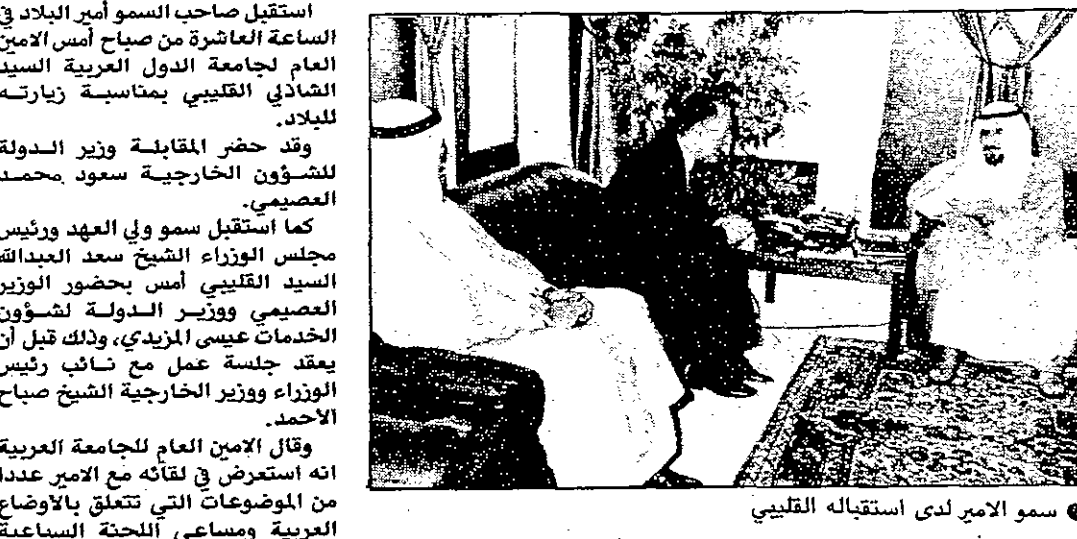 استقبل صاحب السمو أمير البلاد في
الساعة العاشرة من صباح أمس الامين
العام لجامعة الدول العربية السيد
الشاذلي القليبي بمناسبة زيارته
للبلاد.
وقد حضر المقابلة وزير الدولة
للشؤون الخارجية سعود محمد
العصيمي.
كما استقبل سمو ولي العهد ورئيس
مجلس الوزراء الشيخ سعد العبدالله
السيد القليبي أمس بحضور الوزير
العصيمي ووزير الدولة لشؤون
الخدمات عيسى المزيدي، وذلك قبل أن
يعقد جلسة عمل مع نائب رئيس
الوزراء ووزير الخارجية الشيخ صباح
الاحمد.
وقال الامين العام للجامعة العربية
انه استعرض في لقائه مع الامير عددا
من الموضوعات التي تتعلق بالاوضاع
العربية ومساعي اللجنة السباعية
سمو الامير لدى استقباله القليبي